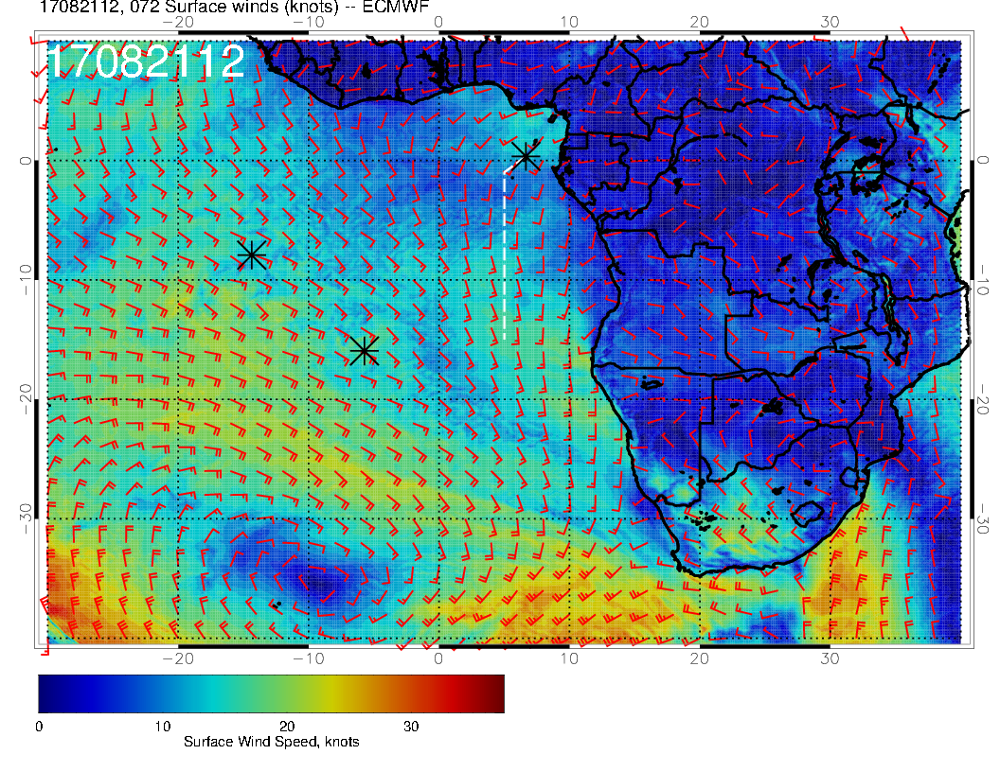 17082112, 072 Surface winds (knots) -- ECMWF
−20 −10 0 10 20 30
17082112
0 0
−10 −10
−20 −20
−30 −30
−20 −10 0 10 20 30
0 10 20 30
Surface Wind Speed, knots